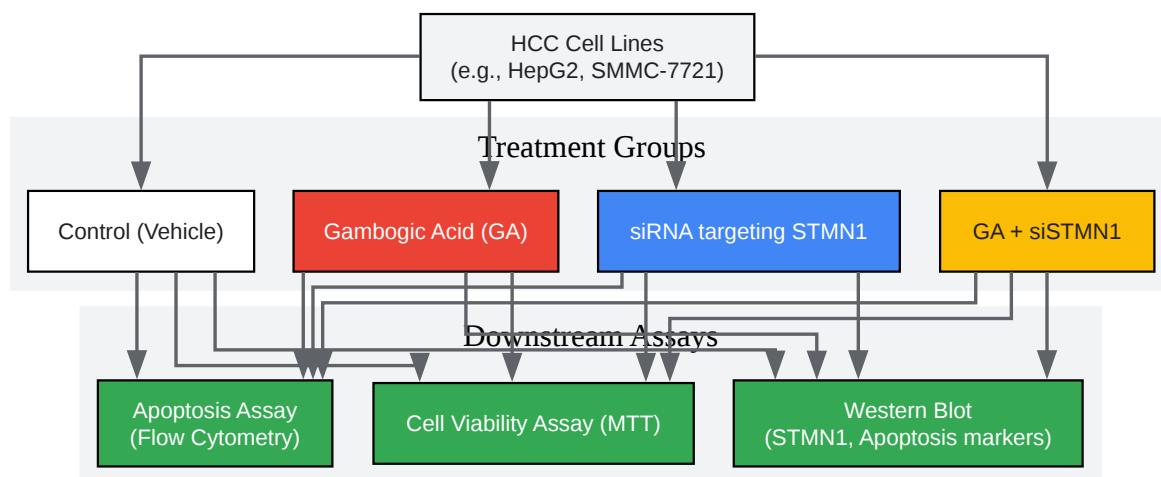 HCC Cell Lines
(e.g., HepG2, SMMC-7721)
Treatment Groups
Control (Vehicle)
Gambogic Acid (GA)
siRNA targeting STMN1
GA + siSTMN1
Downstream Assays
Apoptosis Assay
(Flow Cytometry)
Cell Viability Assay (MTT)
Western Blot
(STMN1, Apoptosis markers)